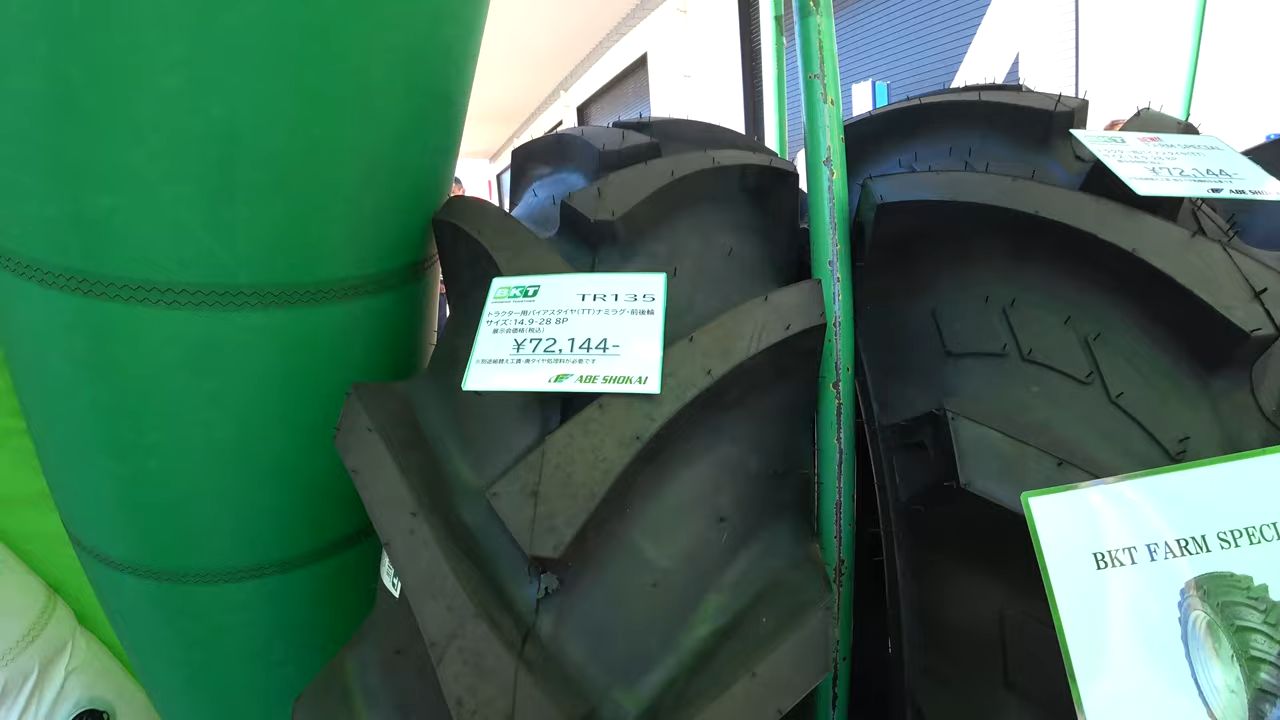 BKT
TR135
トラクター用バイアスタイヤ(TT)ナミラグ・前後輪
サイズ:14.9-28 8P
展示会価格(税込)
¥72,144-
※別途組替え工賃・廃タイヤ処理料が必要です
ABE SHOKAI
FARM SPECIAL
¥72,144-
ABE SHOKAI
BKT FARM SPECI